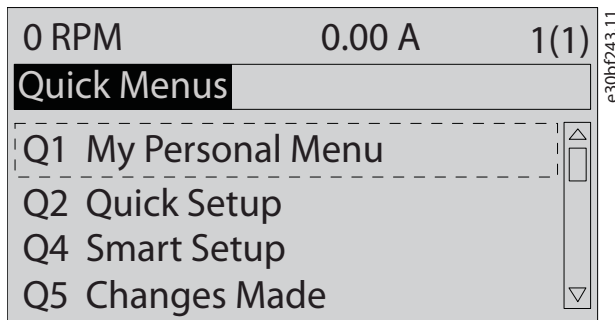 0 RPM 0.00 A 1(1)
Quick Menus
Q1 My Personal Menu
Q2 Quick Setup
Q4 Smart Setup
Q5 Changes Made
e30bf243.11